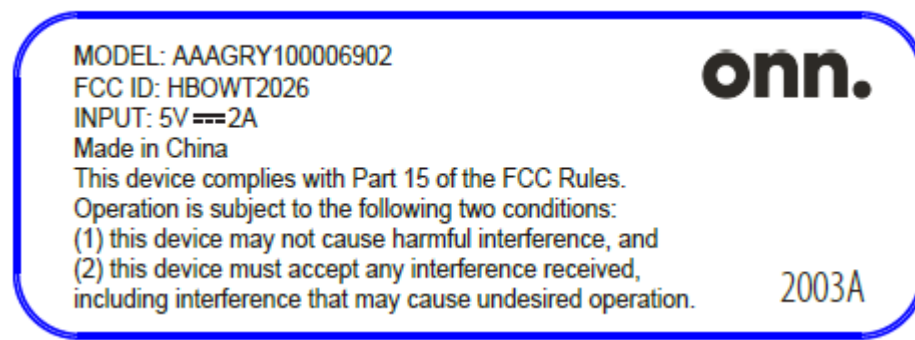 MODEL: AAAGRY100006902
onn.
FCC ID: HBOWT2026
INPUT: 5V⎓2A
Made in China
This device complies with Part 15 of the FCC Rules.
Operation is subject to the following two conditions:
(1) this device may not cause harmful interference, and
(2) this device must accept any interference received,
including interference that may cause undesired operation.
2003A